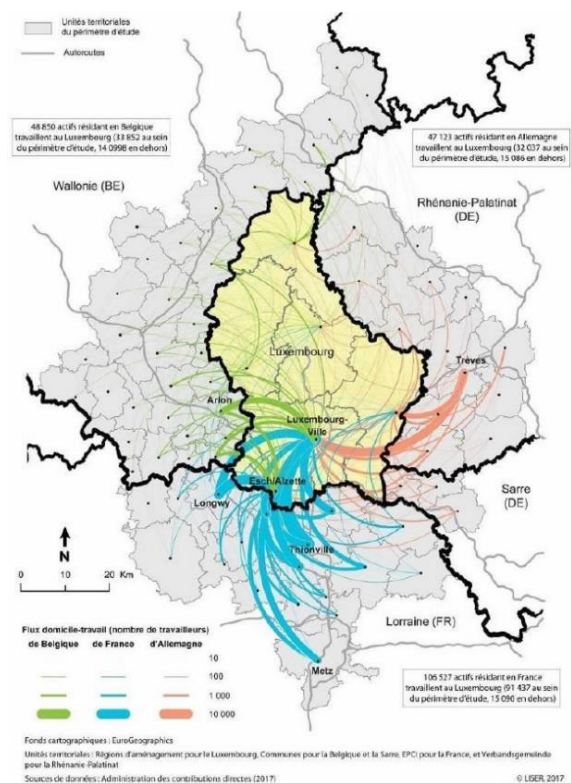 Unités territoriales
du périmètre d'étude
Autoroutes
48 850 actifs résidant en Belgique
travaillent au Luxembourg (33 852 au sein
du périmètre d'étude, 14 0998 en dehors)
47 123 actifs résidant en Allemagne
travaillent au Luxembourg (32 037 au sein
du périmètre d'étude, 15 086 en dehors)
Wallonie (BE)
Rhénanie-Palatinat
(DE)
Luxembourg
Trèves
Arlon
Luxembourg-
Ville
Esch/Alzette
Longwy
Sarre
(DE)
Thionville
N
0 10 20 Km
Lorraine (FR)
Flux domicile-travail (nombre de travailleurs)
de Belgique de France d'Allemagne
10
100
1 000
10 000
Metz
106 527 actifs résidant en France
travaillent au Luxembourg (91 437 au sein
du périmètre d'étude, 15 090 en dehors)
Fonds cartographiques : EuroGeographics
Unités territoriales : Régions d'aménagement pour le Luxembourg, Communes pour la Belgique et la Sarre, EPCI pour la France, et Verbandsgemeinde
pour la Rhénanie-Palatinat
Sources de données : Administration des contributions directes (2017)
© LISER, 2017